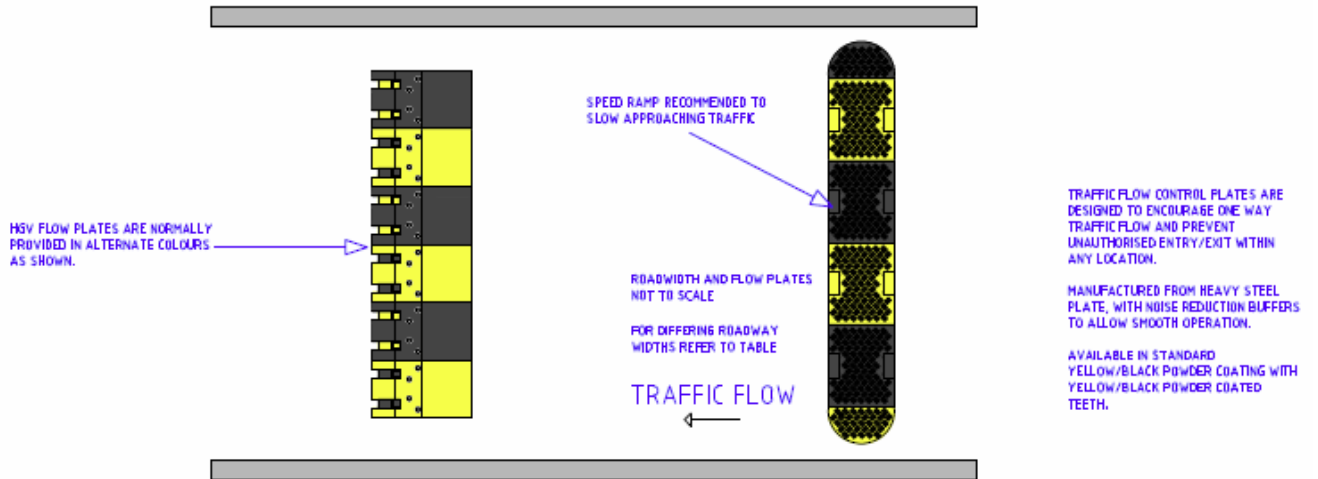 SPEED RAMP RECOMMENDED TO
SLOW APPROACHING TRAFFIC
HGV FLOW PLATES ARE NORMALLY
PROVIDED IN ALTERNATE COLOURS
AS SHOWN.
ROADWIDTH AND FLOW PLATES
NOT TO SCALE
FOR DIFFERING ROADWAY
WIDTHS REFER TO TABLE
TRAFFIC FLOW
TRAFFIC FLOW CONTROL PLATES ARE
DESIGNED TO ENCOURAGE ONE WAY
TRAFFIC FLOW AND PREVENT
UNAUTHORISED ENTRY/EXIT WITHIN
ANY LOCATION.
MANUFACTURED FROM HEAVY STEEL
PLATE, WITH NOISE REDUCTION BUFFERS
TO ALLOW SMOOTH OPERATION.
AVAILABLE IN STANDARD
YELLOW/BLACK POWDER COATING WITH
YELLOW/BLACK POWDER COATED
TEETH.